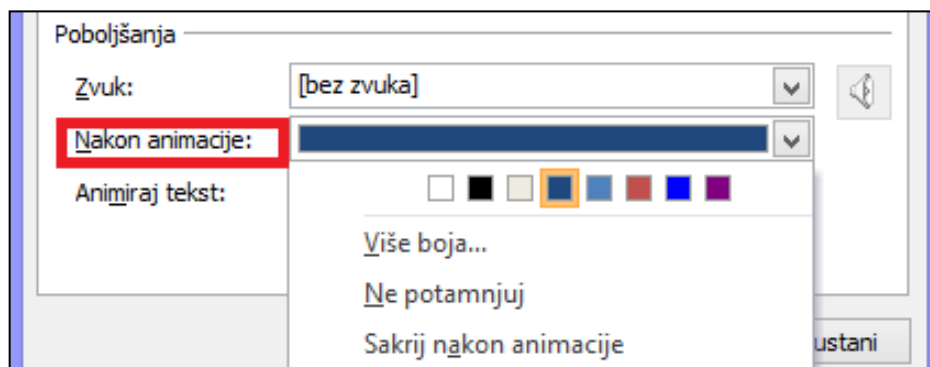 Poboljšanja
Zvuk: [bez zvuka]
Nakon animacije:
Animiraj tekst:
Više boja...
Ne potamnjuj
Sakrij nakon animacije
ustani